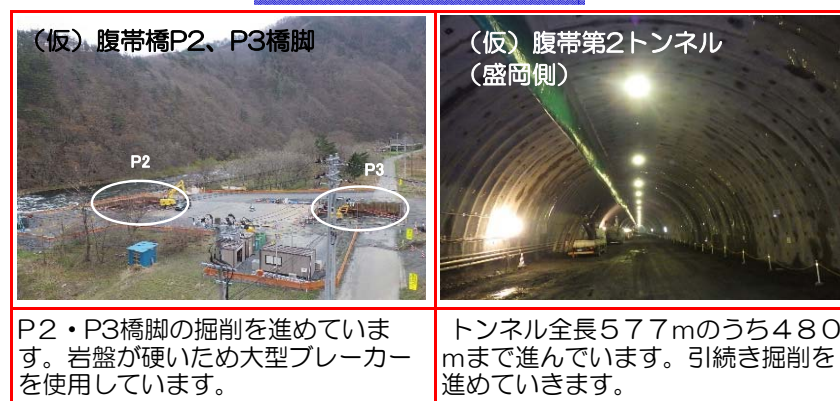 （仮）腹帯橋P2、P3橋脚
P2
P3
P２・P3橋脚の掘削を進めていま
す。岩盤が硬いため大型ブレーカー
を使用しています。
（仮）腹帯第2トンネル
（盛岡側）
トンネル全長５７７mのうち４８０
mまで進んでいます。引続き掘削を
進めていきます。